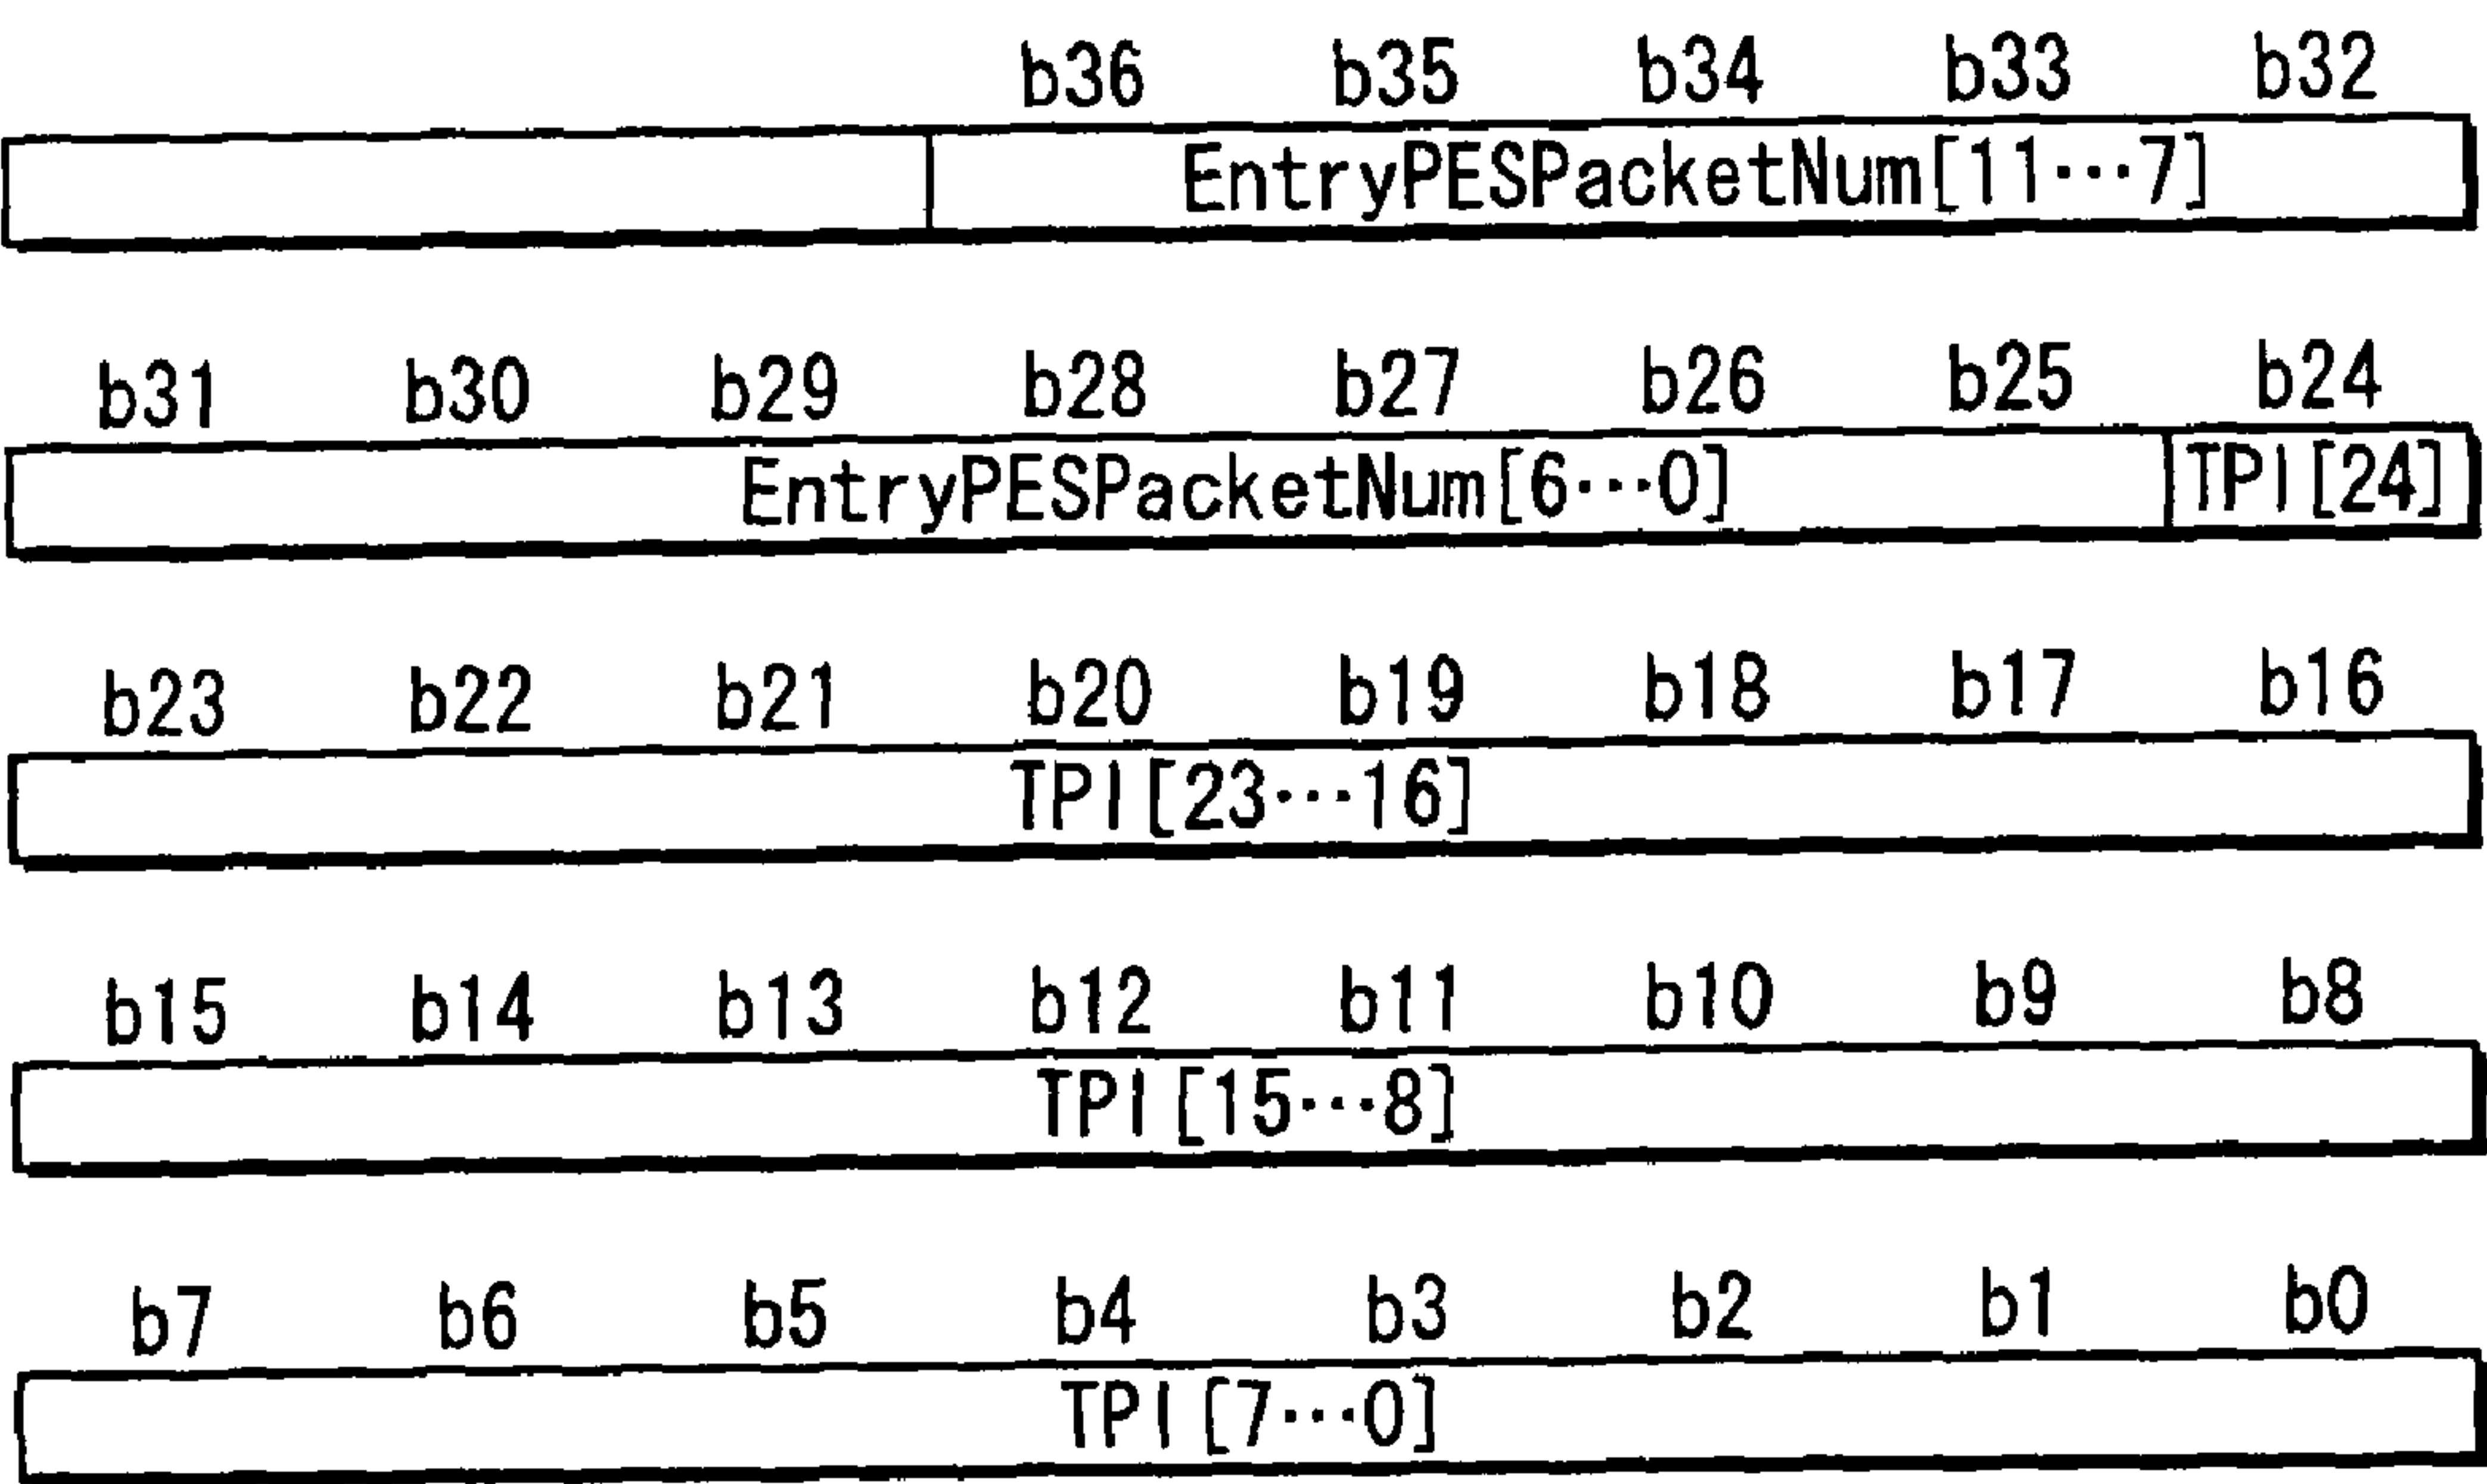 b36 b35 b34 b33 b32
EntryPESPacketNum[11···7]
b31 b30 b29 b28 b27 b26 b25 b24
EntryPESPacketNum[6···0] TPI[24]
b23 b22 b21 b20 b19 b18 b17 b16
TPI[23···16]
b15 b14 b13 b12 b11 b10 b9 b8
TPI[15···8]
b7 b6 b5 b4 b3 b2 b1 b0
TPI[7···0]